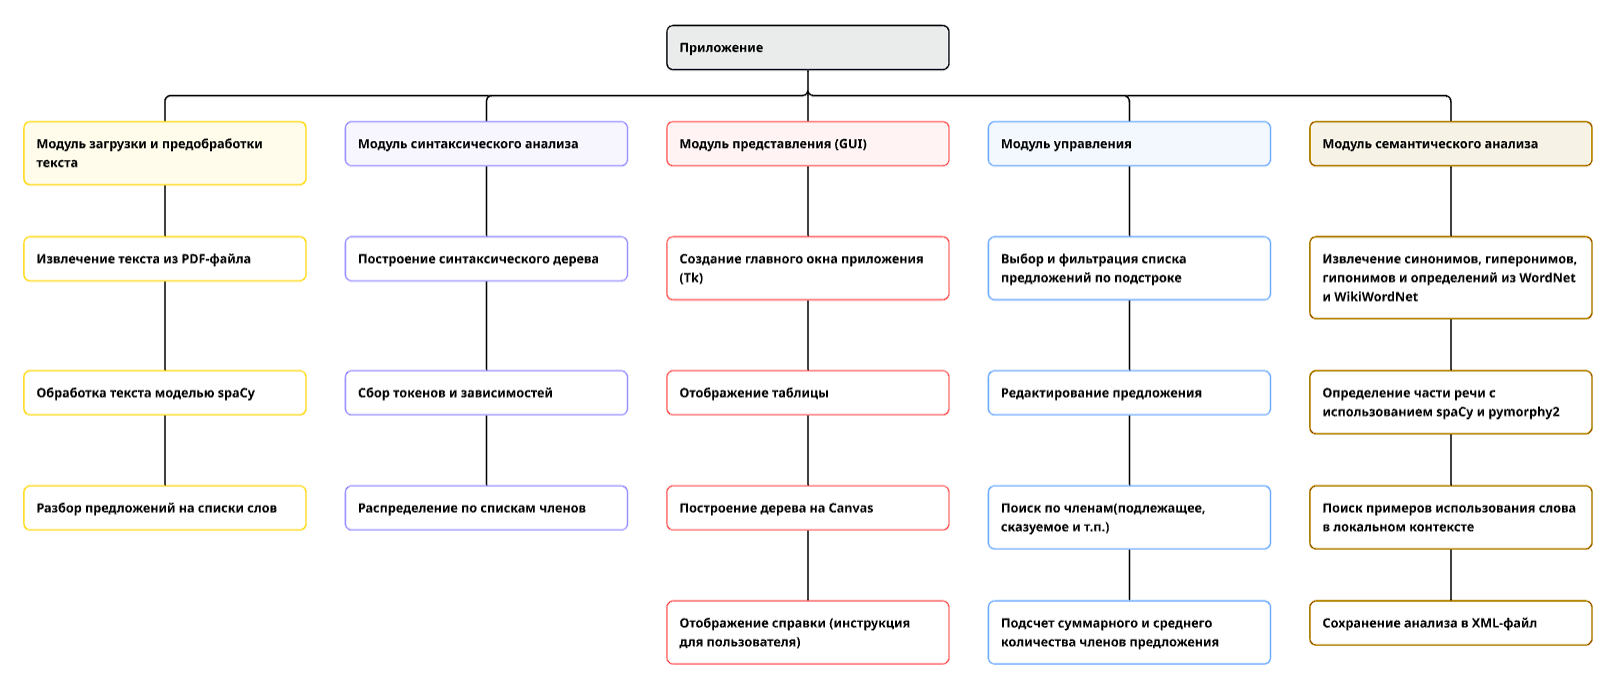 Приложение
Модуль загрузки и предобработки
текста
Модуль синтаксического анализа
Модуль представления (GUI)
Модуль управления
Модуль семантического анализа
Извлечение текста из PDF-файла
Построение синтаксического дерева
Создание главного окна приложения
(Tk)
Выбор и фильтрация списка
предложений по подстроке
Извлечение синонимов, гиперонимов,
гипонимов и определений из WordNet
и WikiWordNet
Обработка текста моделью spaCy
Сбор токенов и зависимостей
Отображение таблицы
Редактирование предложения
Определение части речи с
использованием spaCy и pymorphy2
Разбор предложений на списки слов
Распределение по спискам членов
Построение дерева на Canvas
Поиск по членам(подлежащее,
сказуемое и т.п.)
Поиск примеров использования слова
в локальном контексте
Отображение справки (инструкция
для пользователя)
Подсчет суммарного и среднего
количества членов предложения
Сохранение анализа в XML-файл